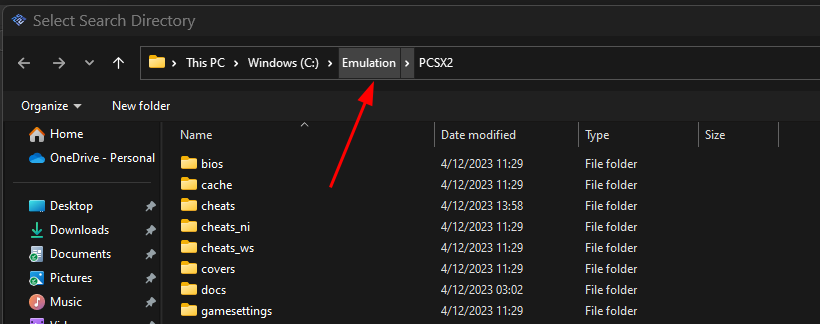 Select Search Directory
This PC > Windows (C:) > Emulation > PCSX2
Organize New folder
Home
OneDrive - Personal
Desktop
Downloads
Documents
Pictures
Music
Name Date modified Type Size
bios 4/12/2023 11:29 File folder
cache 4/12/2023 11:29 File folder
cheats 4/12/2023 13:58 File folder
cheats_ni 4/12/2023 11:29 File folder
cheats_ws 4/12/2023 11:29 File folder
covers 4/12/2023 11:29 File folder
docs 4/12/2023 03:02 File folder
gamesettings 4/12/2023 11:29 File folder